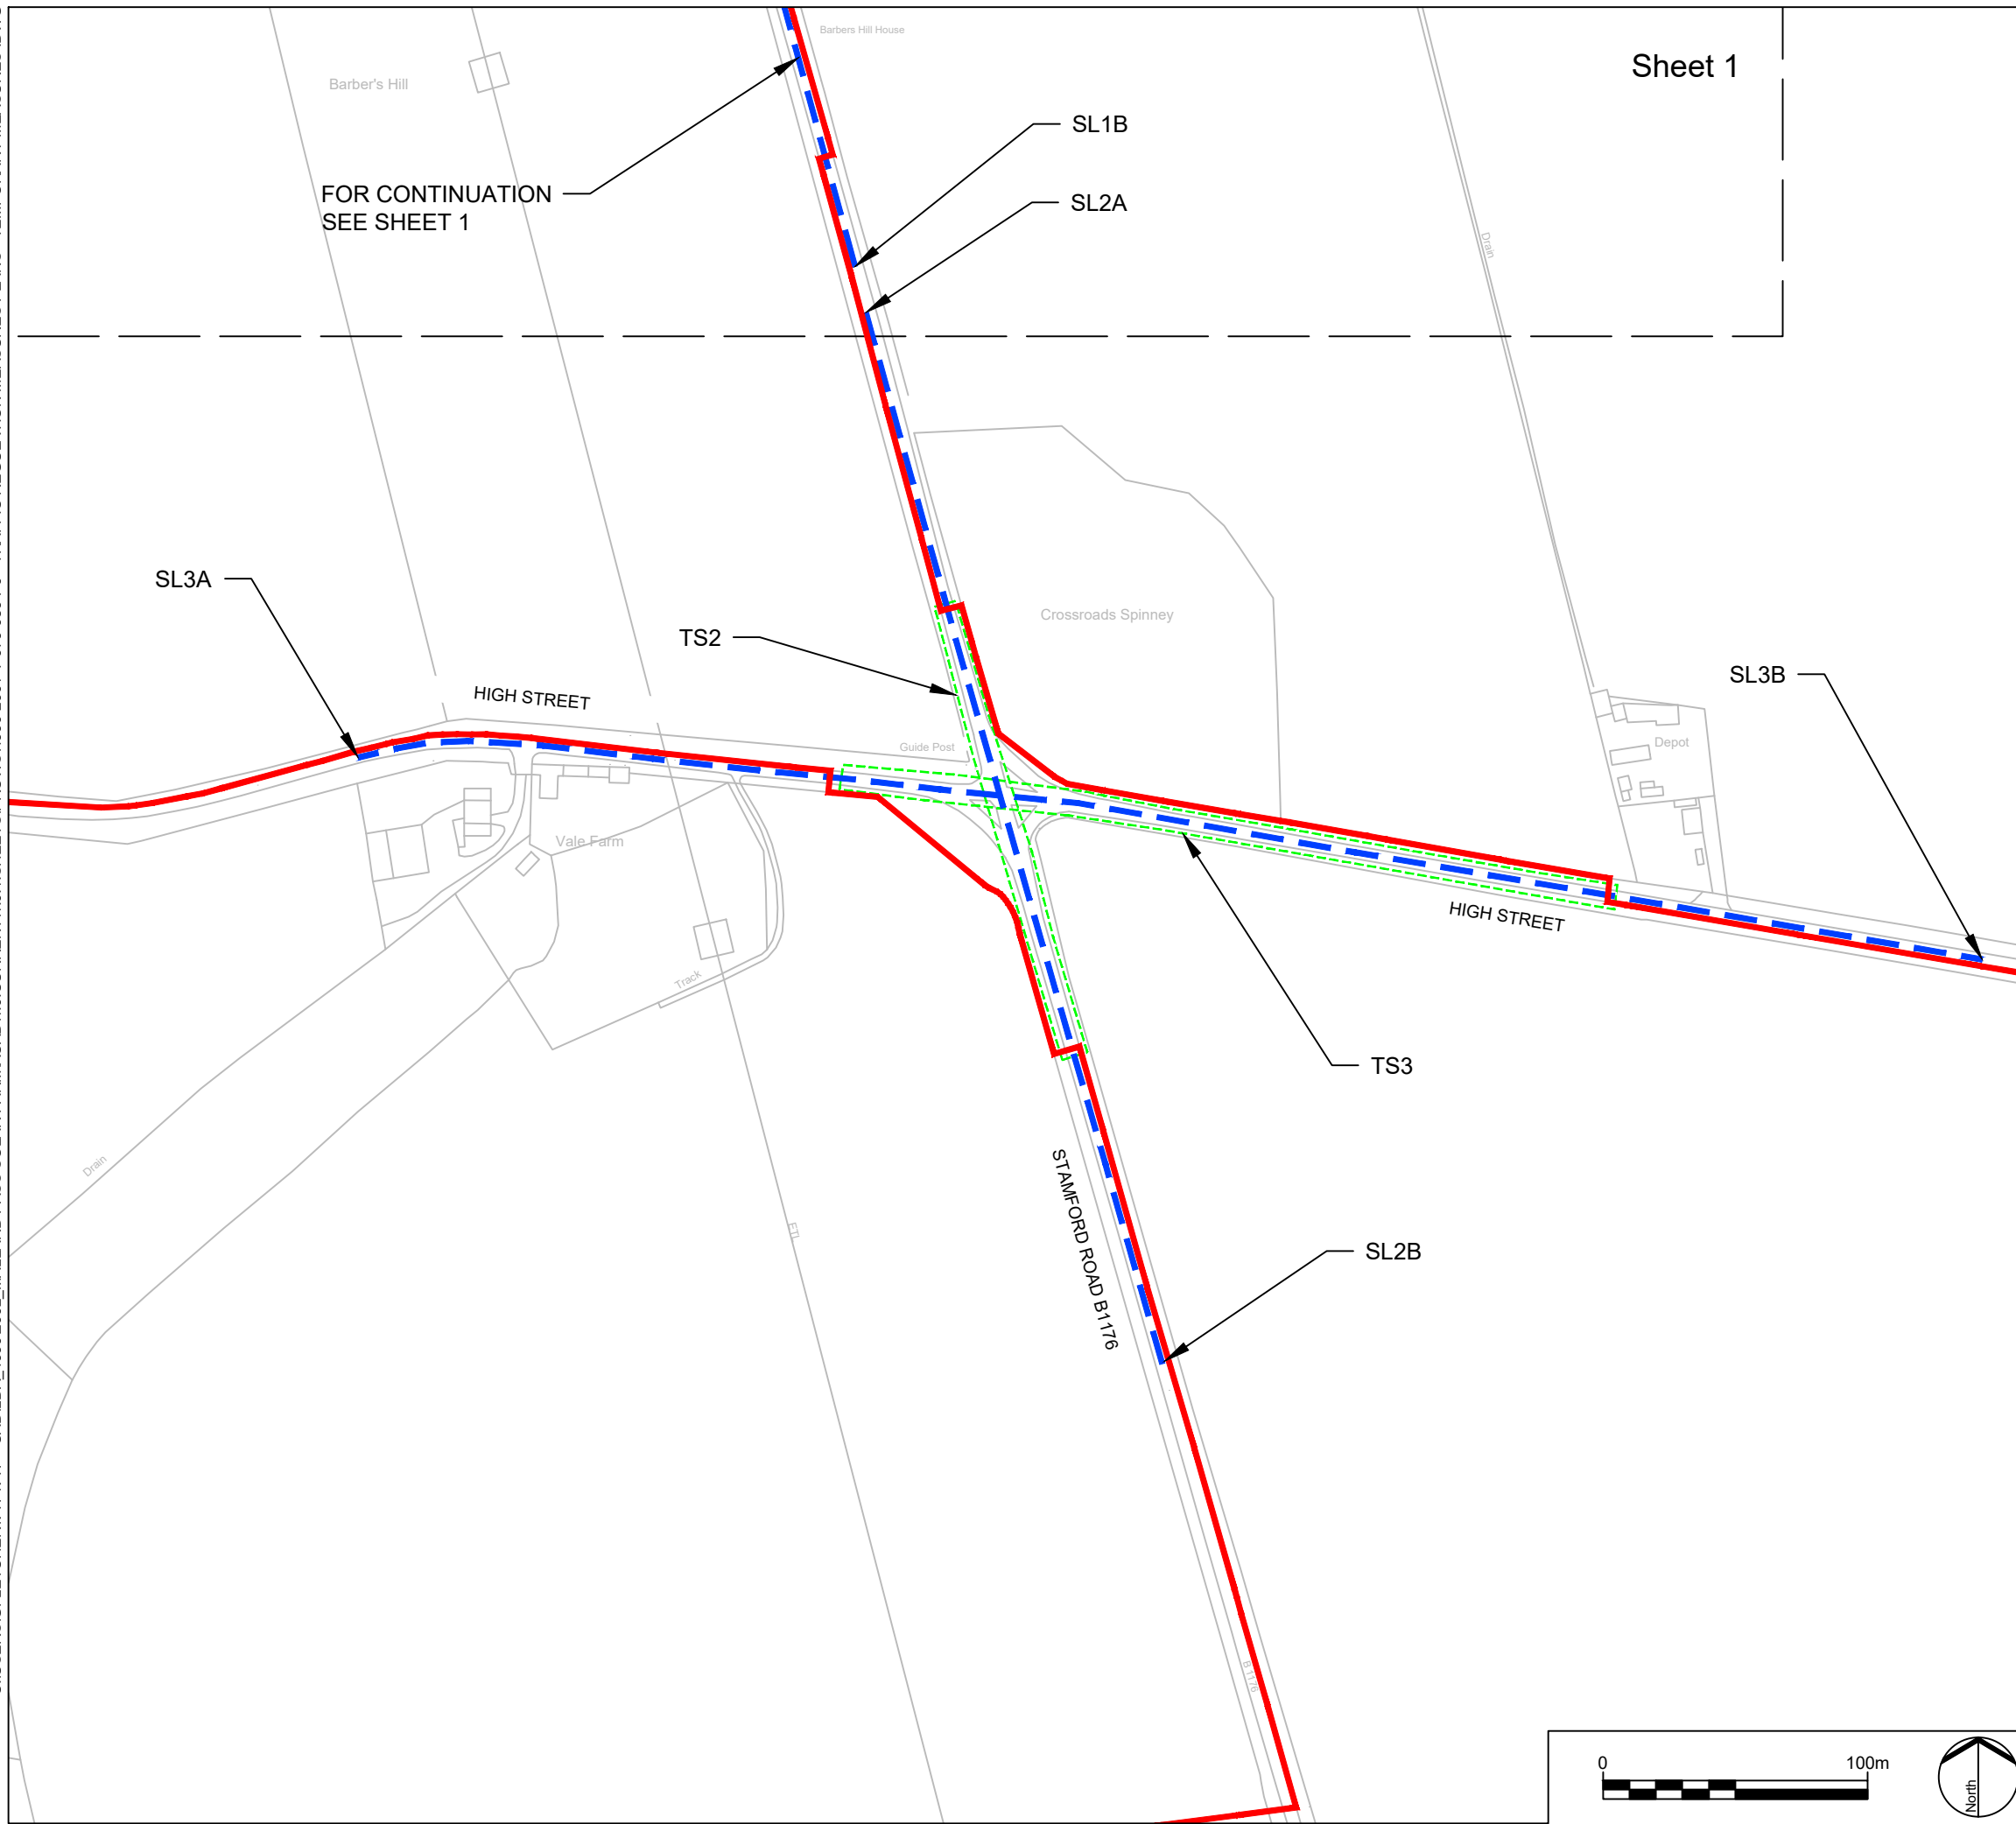 Barbers Hill House
Sheet 1
Barber's Hill
SL1B
FOR CONTINUATION
SEE SHEET 1
SL2A
Drain
SL3A
Crossroads Spinney
TS2
SL3B
HIGH STREET
Guide Post
Depot
Vale Farm
HIGH STREET
Track
TS3
Drain
STAMFORD ROAD B1176
ETL
SL2B
B 1176
0
100m
North